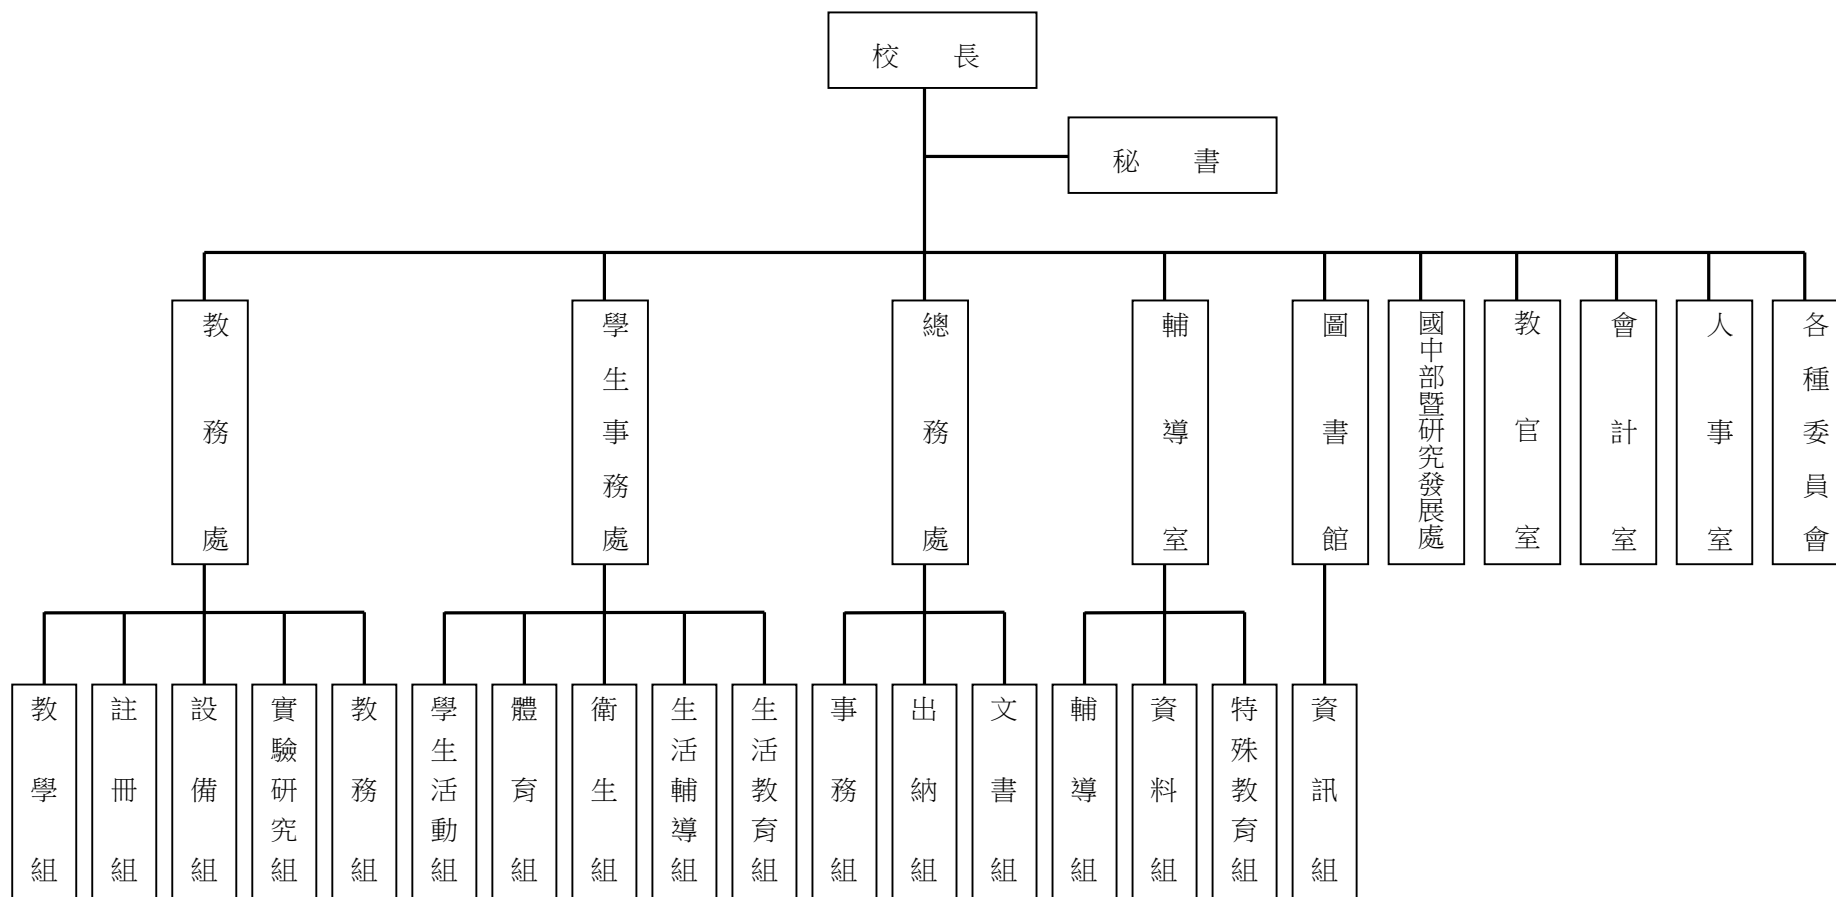 校長
秘書
教務處
學生事務處
總務處
輔導室
圖書館
國中部暨研究發展處
教官室
會計室
人事室
各種委員會
教學組
註冊組
設備組
實驗研究組
教務組
學生活動組
體育組
衛生組
生活輔導組
生活教育組
事務組
出納組
文書組
輔導組
資料組
特殊教育組
資訊組